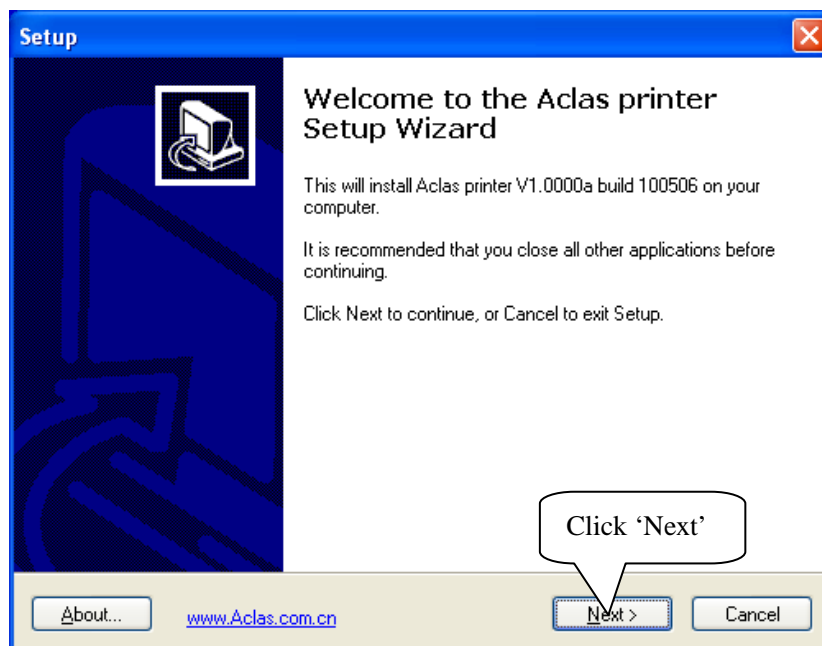 Setup
Welcome to the Aclas printer
Setup Wizard
This will install Aclas printer V1.0000a build 100506 on your
computer.
It is recommended that you close all other applications before
continuing.
Click Next to continue, or Cancel to exit Setup.
Click ‘Next’
About...
www.Aclas.com.cn
Next >
Cancel